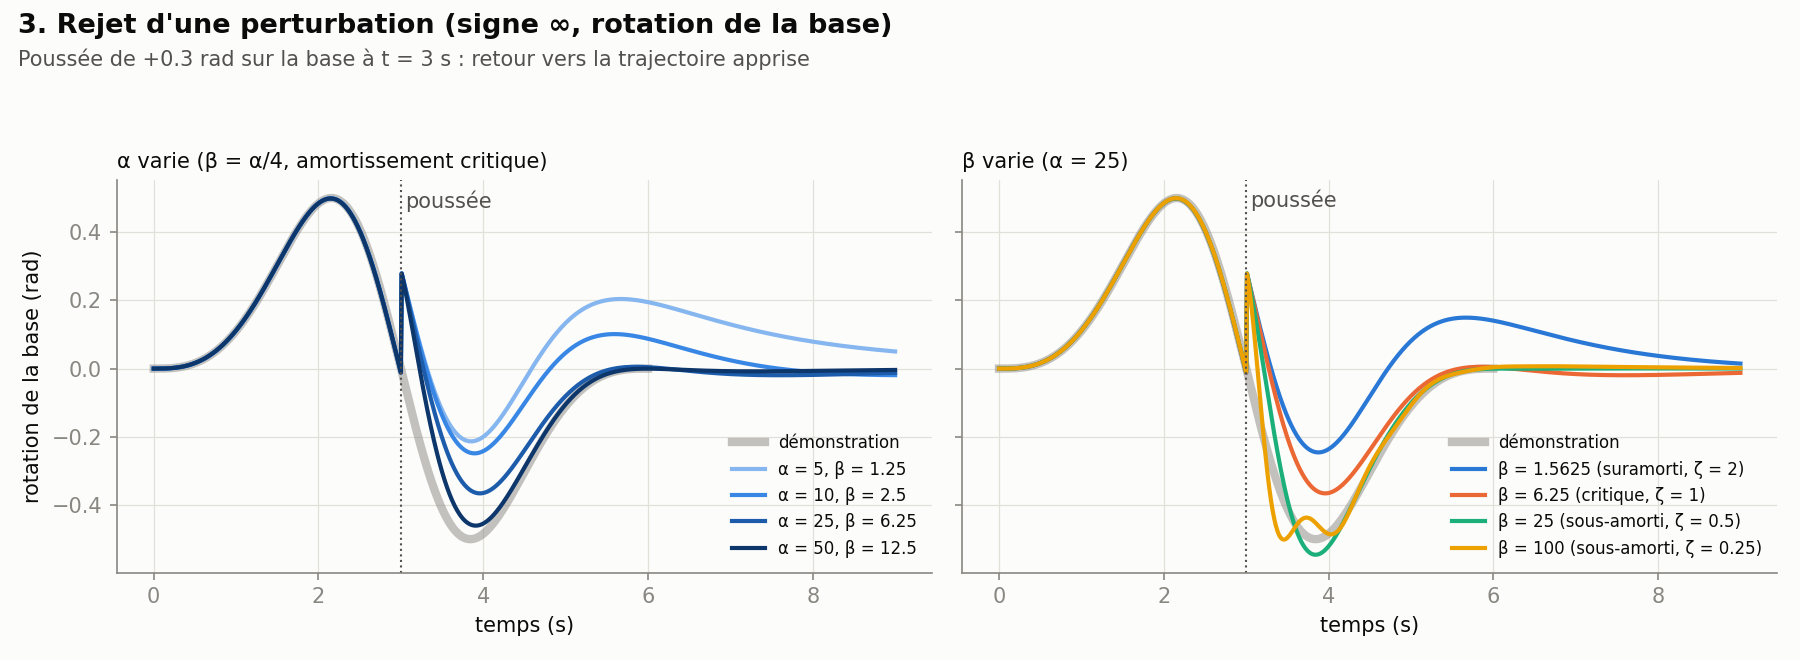 3. Rejet d'une perturbation (signe ∞, rotation de la base)
Poussée de +0.3 rad sur la base à t = 3 s : retour vers la trajectoire apprise
α varie (β = α/4, amortissement critique)
poussée
rotation de la base (rad)
0.4
0.2
0.0
−0.2
−0.4
démonstration
α = 5, β = 1.25
α = 10, β = 2.5
α = 25, β = 6.25
α = 50, β = 12.5
0 2 4 6 8
temps (s)
β varie (α = 25)
poussée
démonstration
β = 1.5625 (suramorti, ζ = 2)
β = 6.25 (critique, ζ = 1)
β = 25 (sous-amorti, ζ = 0.5)
β = 100 (sous-amorti, ζ = 0.25)
0 2 4 6 8
temps (s)